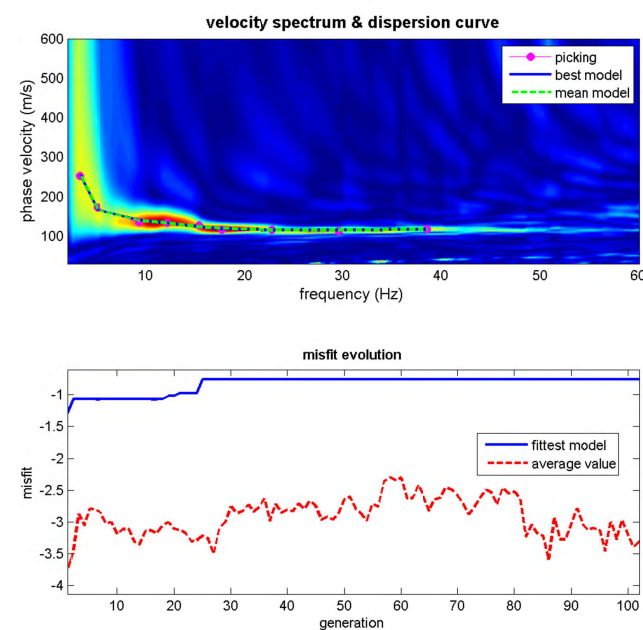 velocity spectrum & dispersion curve
600
500
400
300
200
100
phase velocity (m/s)
picking
best model
mean model
10
20
30
40
50
60
frequency (Hz)
misfit evolution
-1
-1.5
-2
-2.5
-3
-3.5
-4
misfit
fittest model
average value
10
20
30
40
50
60
70
80
90
100
generation